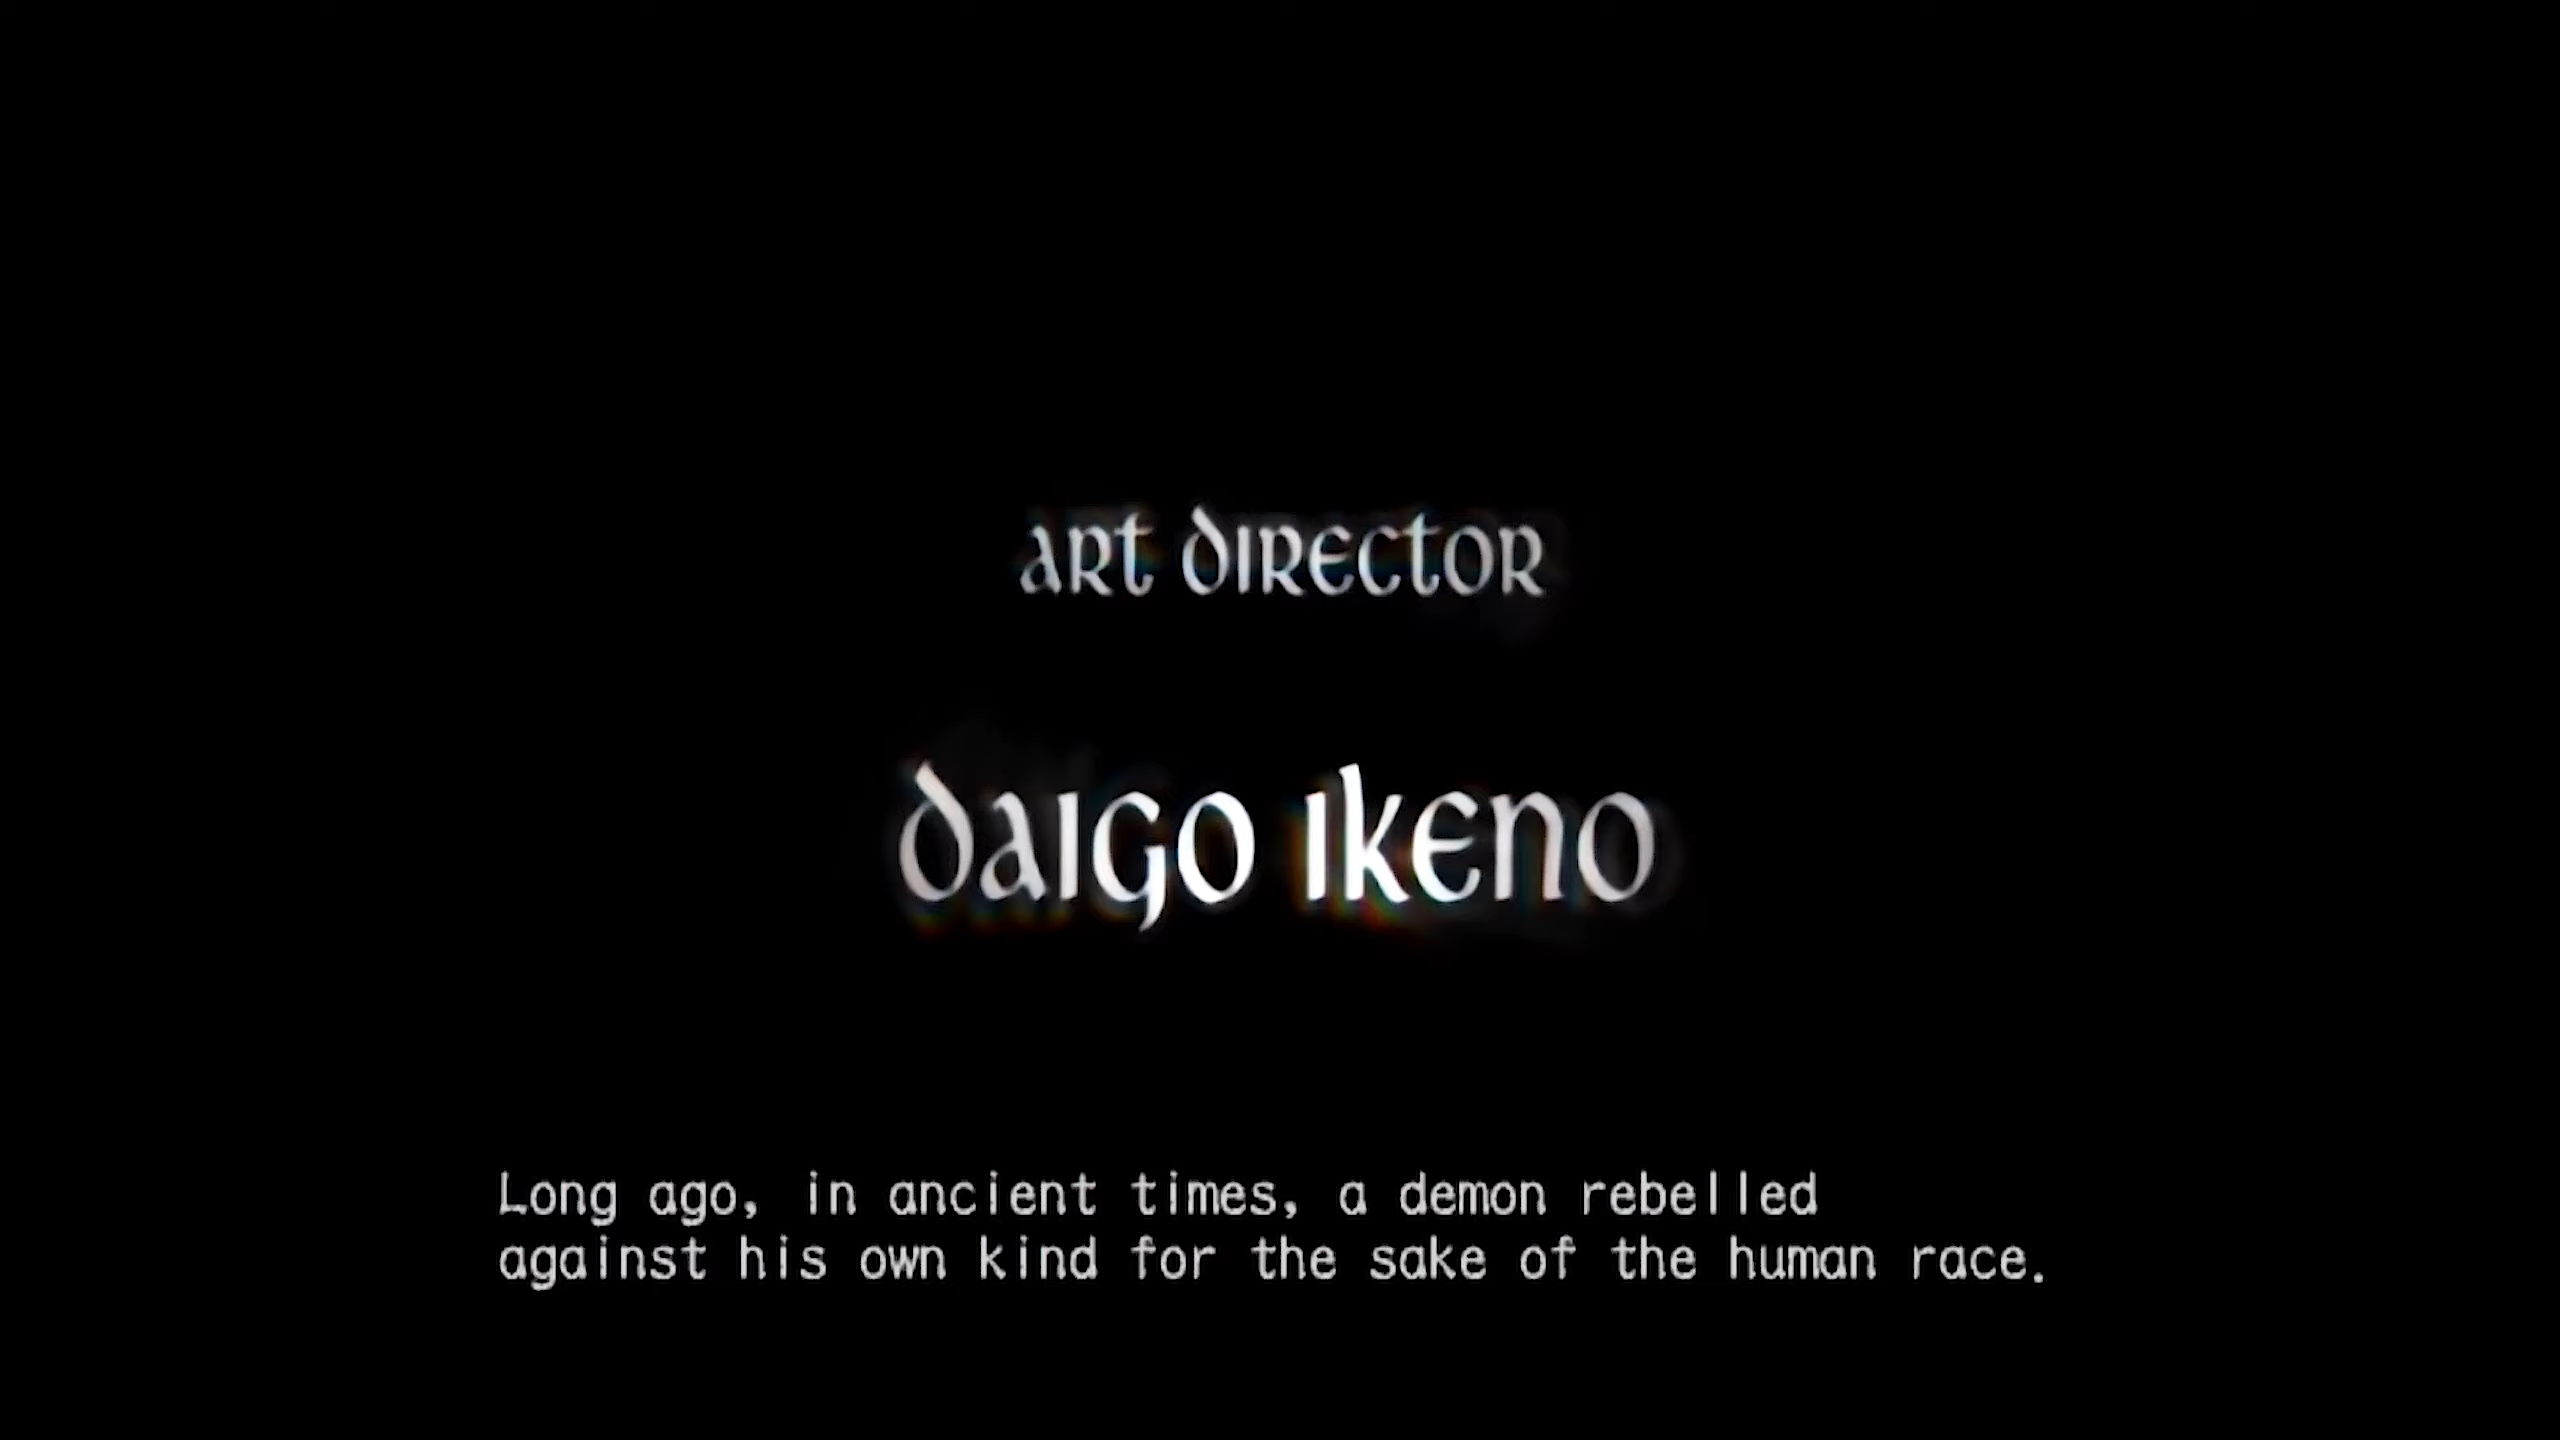 ART DIRECTOR
DAIGO IKENO
Long ago, in ancient times, a demon rebelled
against his own kind for the sake of the human race.